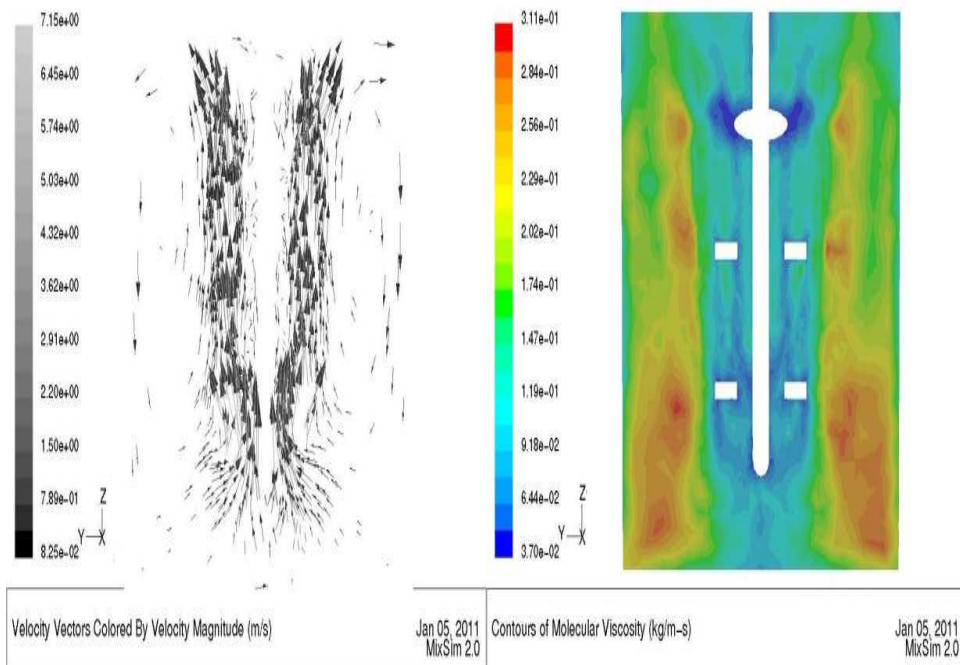 7.15e+00
6.45e+00
5.74e+00
5.03e+00
4.32e+00
3.62e+00
2.91e+00
2.20e+00
1.50e+00
7.89e-01
8.25e-02
Z
Y X
Velocity Vectors Colored By Velocity Magnitude (m/s)
Jan 05, 2011
MixSim 2.0
3.11e-01
2.84e-01
2.56e-01
2.29e-01
2.02e-01
1.74e-01
1.47e-01
1.19e-01
9.18e-02
6.44e-02
3.70e-02
Z
Y X
Contours of Molecular Viscosity (kg/m-s)
Jan 05, 2011
MixSim 2.0